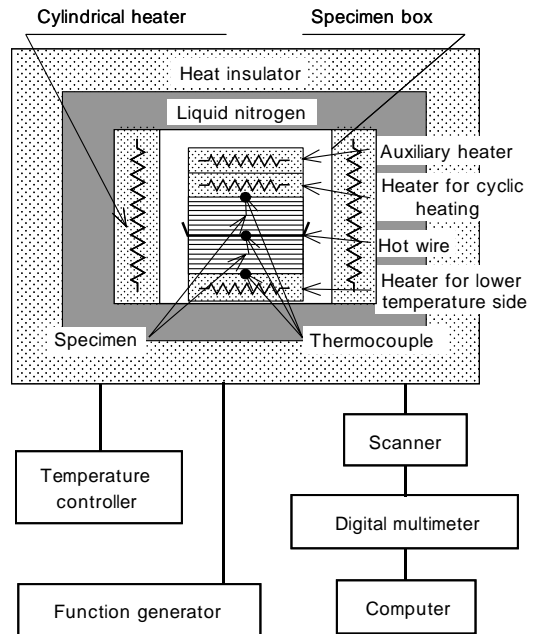 Cylindrical heater
Specimen box
Heat insulator
Liquid nitrogen
Auxiliary heater
Heater for cyclic
heating
Hot wire
Heater for lower
temperature side
Specimen
Thermocouple
Scanner
Temperature
controller
Digital multimeter
Function generator
Computer